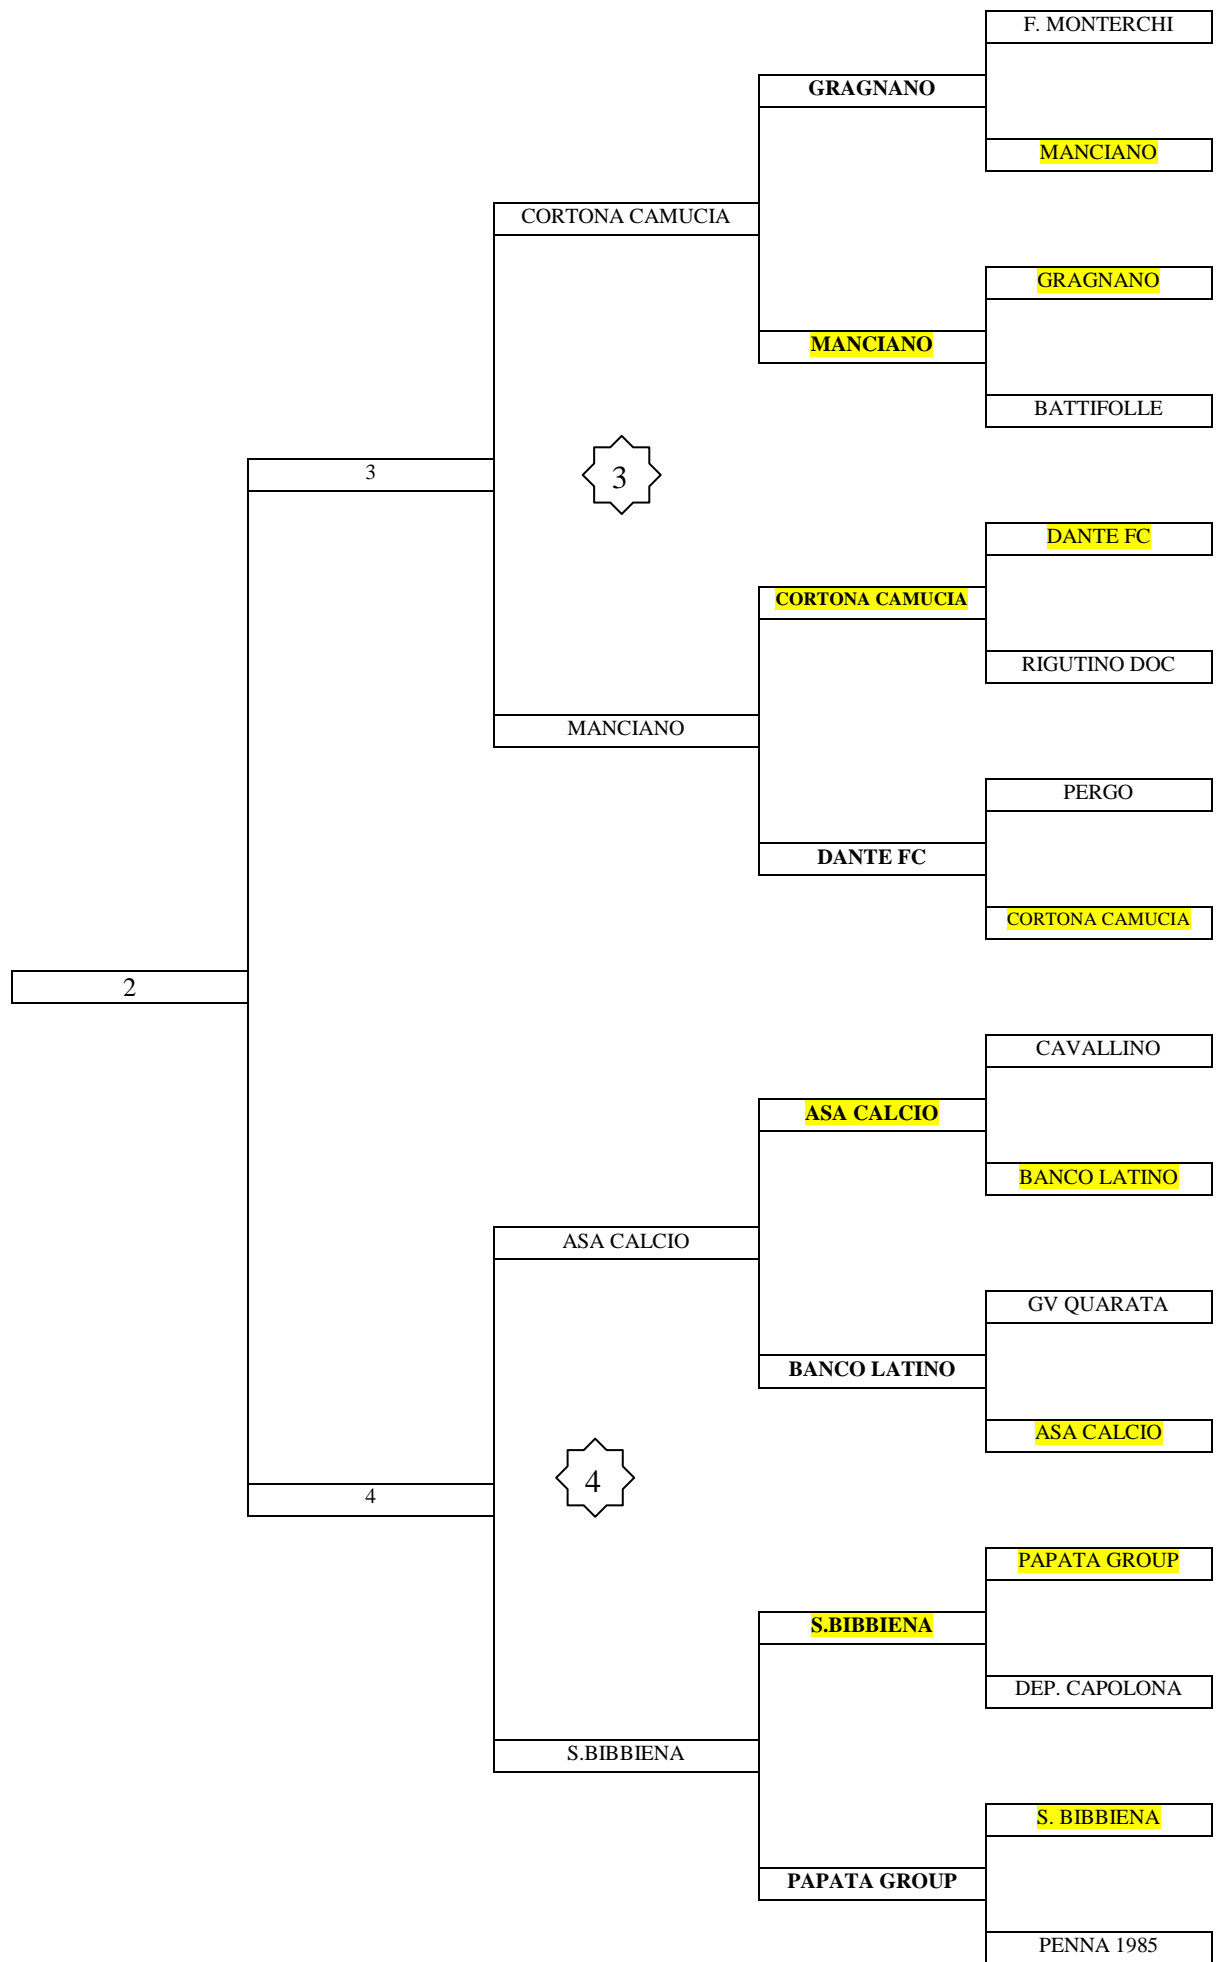 F. MONTERCHI
GRAGNANO
MANCIANO
CORTONA CAMUCIA
GRAGNANO
MANCIANO
BATTIFOLLE
3
3
DANTE FC
CORTONA CAMUCIA
RIGUTINO DOC
MANCIANO
PERGO
DANTE FC
CORTONA CAMUCIA
2
CAVALLINO
ASA CALCIO
BANCO LATINO
ASA CALCIO
GV QUARATA
BANCO LATINO
ASA CALCIO
4
4
PAPATA GROUP
S.BIBBIENA
DEP. CAPOLONA
S.BIBBIENA
S. BIBBIENA
PAPATA GROUP
PENNA 1985